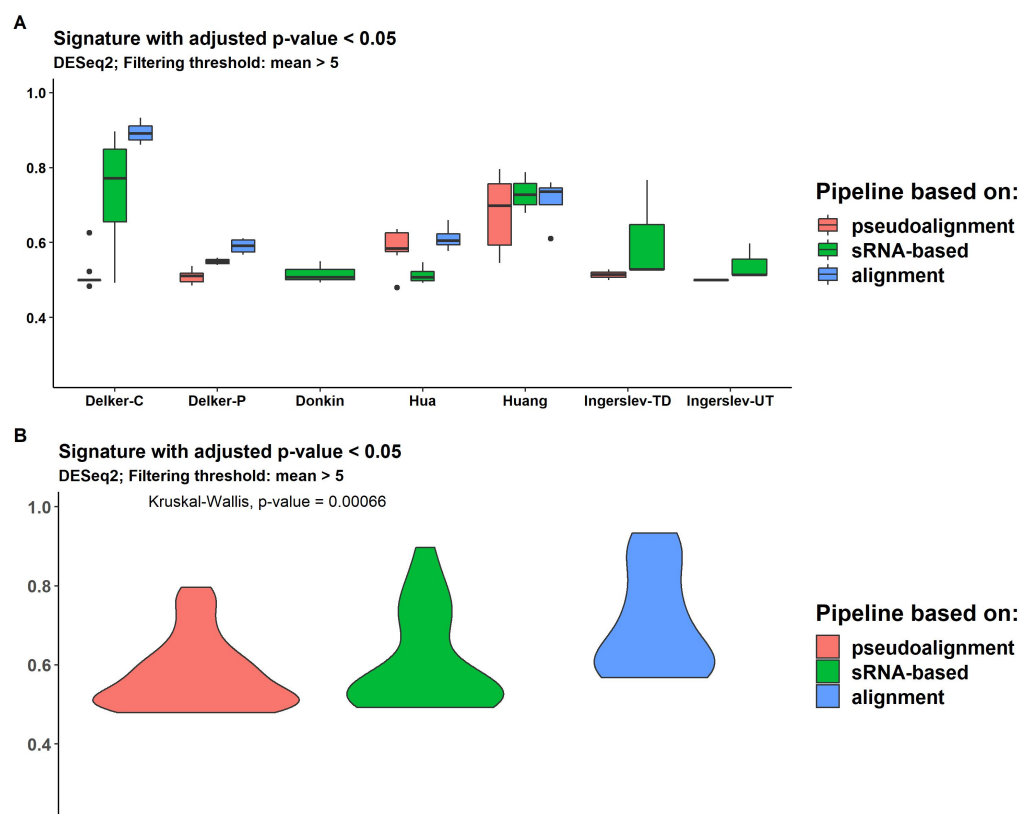 A
Signature with adjusted p-value < 0.05
DESeq2; Filtering threshold: mean > 5
1.0
0.8
0.6
0.4
Delker-C Delker-P Donkin Hua Huang Ingerslev-TD Ingerslev-UT
Pipeline based on:
pseudoalignment
sRNA-based
alignment
B
Signature with adjusted p-value < 0.05
DESeq2; Filtering threshold: mean > 5
Kruskal-Wallis, p-value = 0.00066
1.0
0.8
0.6
0.4
Pipeline based on:
pseudoalignment
sRNA-based
alignment